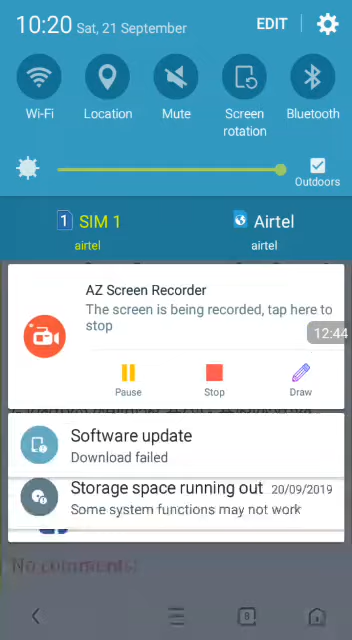 10:20 Sat, 21 September EDIT
Wi-Fi Location Mute Screen rotation Bluetooth
Outdoors
1 SIM 1 Airtel
airtel airtel
AZ Screen Recorder
The screen is being recorded, tap here to
stop
12:44
Pause Stop Draw
Software update
Download failed
Storage space running out 20/09/2019
Some system functions may not work
No comments:
8